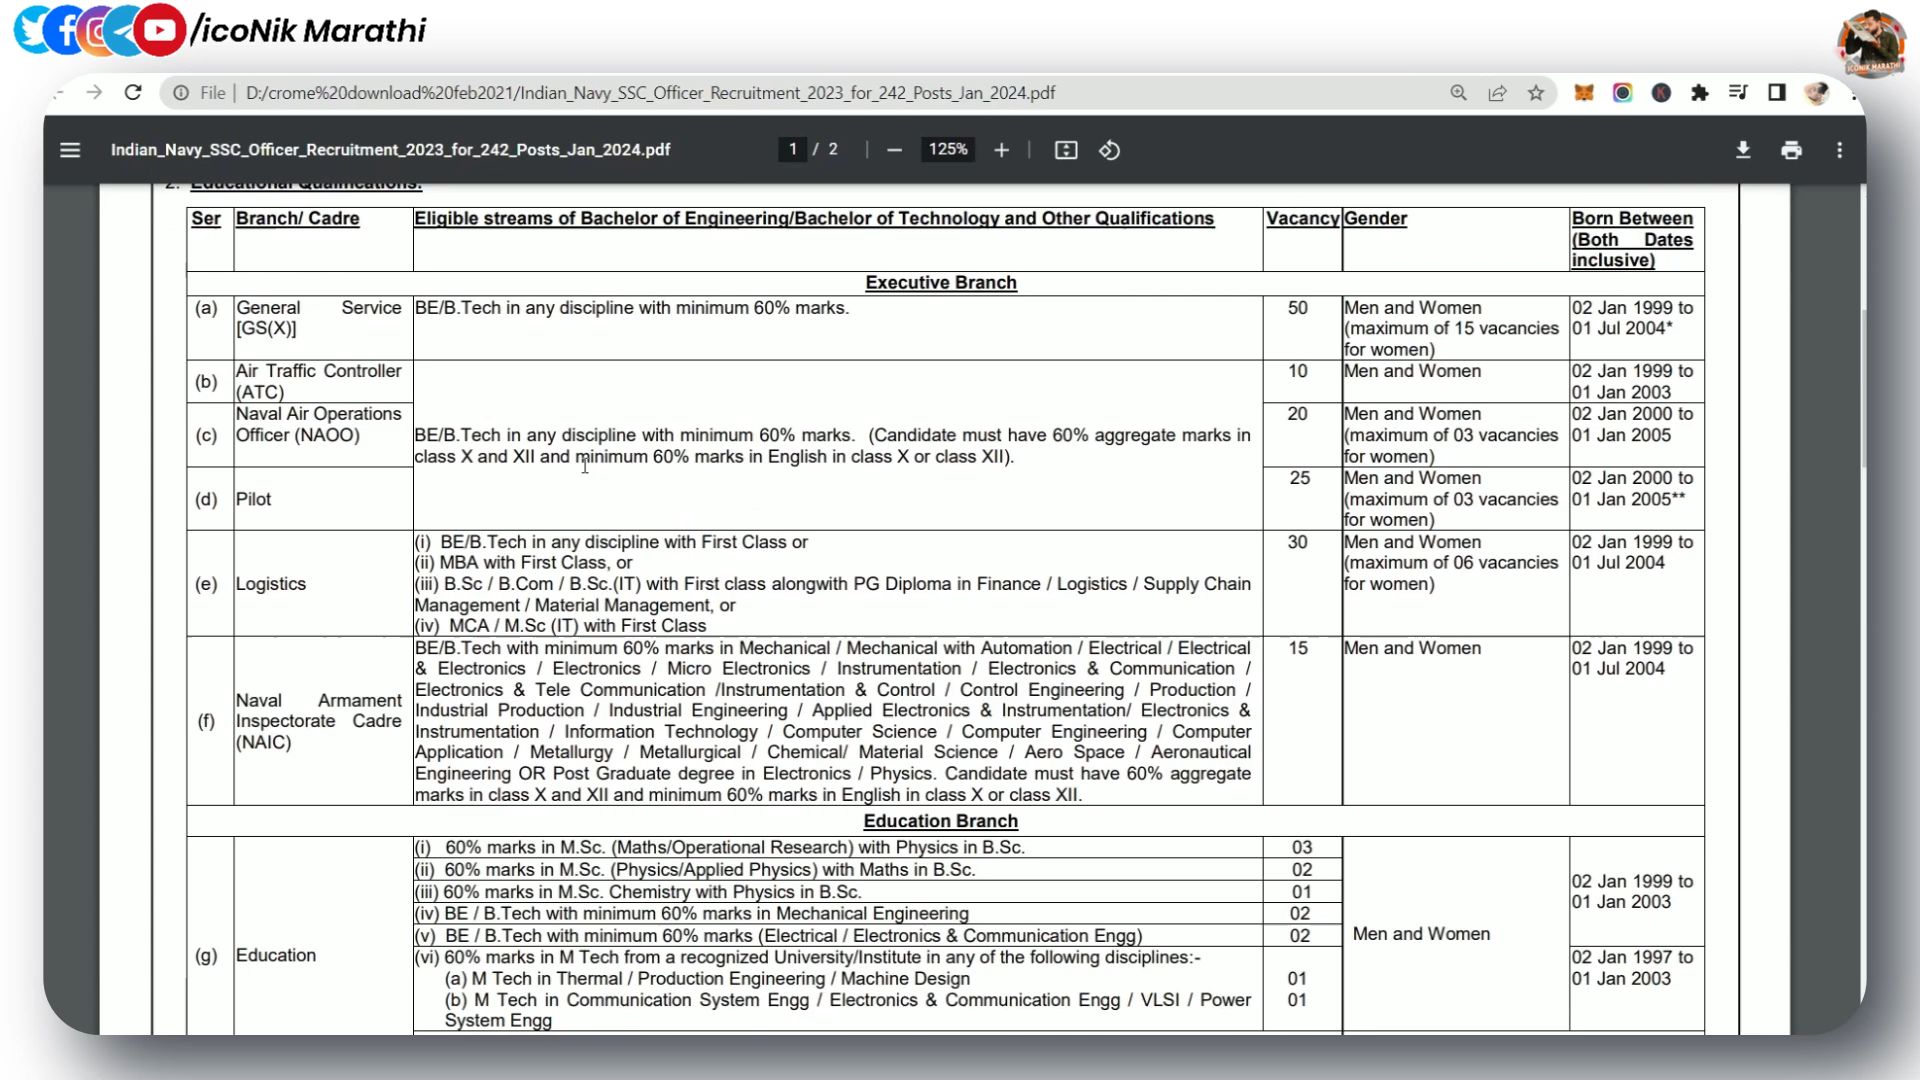 /icoNik Marathi
ICONIK MARATHI
File | D:/crome%20download%20feb2021/Indian_Navy_SSC_Officer_Recruitment_2023_for_242_Posts_Jan_2024.pdf
Indian_Navy_SSC_Officer_Recruitment_2023_for_242_Posts_Jan_2024.pdf
1 / 2
125%
2. Educational Qualifications.
Ser
Branch/ Cadre
Eligible streams of Bachelor of Engineering/Bachelor of Technology and Other Qualifications
Vacancy
Gender
Born Between
(Both Dates
inclusive)
Executive Branch
(a)
General Service
[GS(X)]
BE/B.Tech in any discipline with minimum 60% marks.
50
Men and Women
(maximum of 15 vacancies
for women)
02 Jan 1999 to
01 Jul 2004*
(b)
Air Traffic Controller
(ATC)
BE/B.Tech in any discipline with minimum 60% marks. (Candidate must have 60% aggregate marks in
class X and XII and minimum 60% marks in English in class X or class XII).
10
Men and Women
02 Jan 1999 to
01 Jan 2003
(c)
Naval Air Operations
Officer (NAOO)
20
Men and Women
(maximum of 03 vacancies
for women)
02 Jan 2000 to
01 Jan 2005
(d)
Pilot
25
Men and Women
(maximum of 03 vacancies
for women)
02 Jan 2000 to
01 Jan 2005**
(e)
Logistics
(i) BE/B.Tech in any discipline with First Class or
(ii) MBA with First Class, or
(iii) B.Sc / B.Com / B.Sc.(IT) with First class alongwith PG Diploma in Finance / Logistics / Supply Chain
Management / Material Management, or
(iv) MCA / M.Sc (IT) with First Class
30
Men and Women
(maximum of 06 vacancies
for women)
02 Jan 1999 to
01 Jul 2004
(f)
Naval Armament
Inspectorate Cadre
(NAIC)
BE/B.Tech with minimum 60% marks in Mechanical / Mechanical with Automation / Electrical / Electrical
& Electronics / Electronics / Micro Electronics / Instrumentation / Electronics & Communication /
Electronics & Tele Communication /Instrumentation & Control / Control Engineering / Production /
Industrial Production / Industrial Engineering / Applied Electronics & Instrumentation/ Electronics &
Instrumentation / Information Technology / Computer Science / Computer Engineering / Computer
Application / Metallurgy / Metallurgical / Chemical/ Material Science / Aero Space / Aeronautical
Engineering OR Post Graduate degree in Electronics / Physics. Candidate must have 60% aggregate
marks in class X and XII and minimum 60% marks in English in class X or class XII.
15
Men and Women
02 Jan 1999 to
01 Jul 2004
Education Branch
(g)
Education
(i) 60% marks in M.Sc. (Maths/Operational Research) with Physics in B.Sc.
03
(ii) 60% marks in M.Sc. (Physics/Applied Physics) with Maths in B.Sc.
02
(iii) 60% marks in M.Sc. Chemistry with Physics in B.Sc.
01
(iv) BE / B.Tech with minimum 60% marks in Mechanical Engineering
02
(v) BE / B.Tech with minimum 60% marks (Electrical / Electronics & Communication Engg)
02
(vi) 60% marks in M Tech from a recognized University/Institute in any of the following disciplines:-
(a) M Tech in Thermal / Production Engineering / Machine Design
01
(b) M Tech in Communication System Engg / Electronics & Communication Engg / VLSI / Power
System Engg
01
Men and Women
02 Jan 1999 to
01 Jan 2003
02 Jan 1997 to
01 Jan 2003